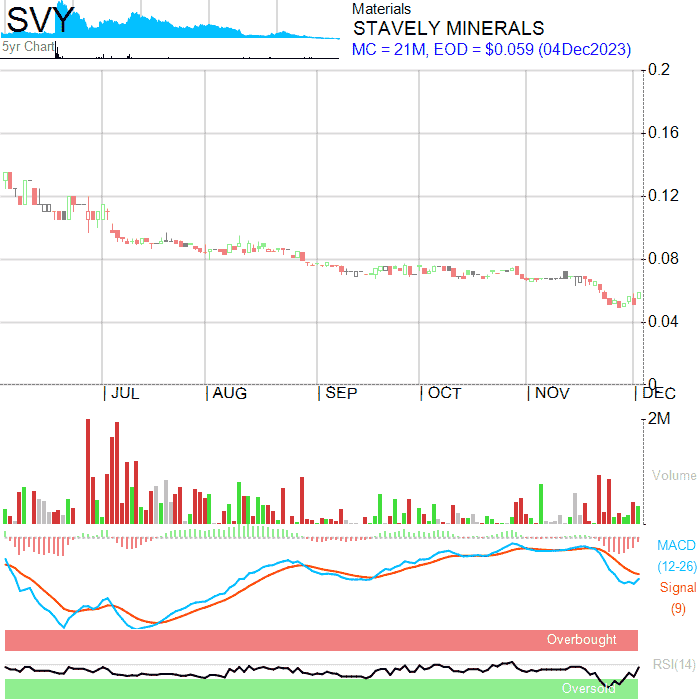 SVY
5yr Chart
Materials
STAVELY MINERALS
MC = 21M, EOD = $0.059 (04Dec2023)
0.2
0.16
0.12
0.08
0.04
0
JUL AUG SEP OCT NOV DEC
2M
Volume
MACD
(12-26)
Signal
(9)
Overbought
RSI(14)
Oversold